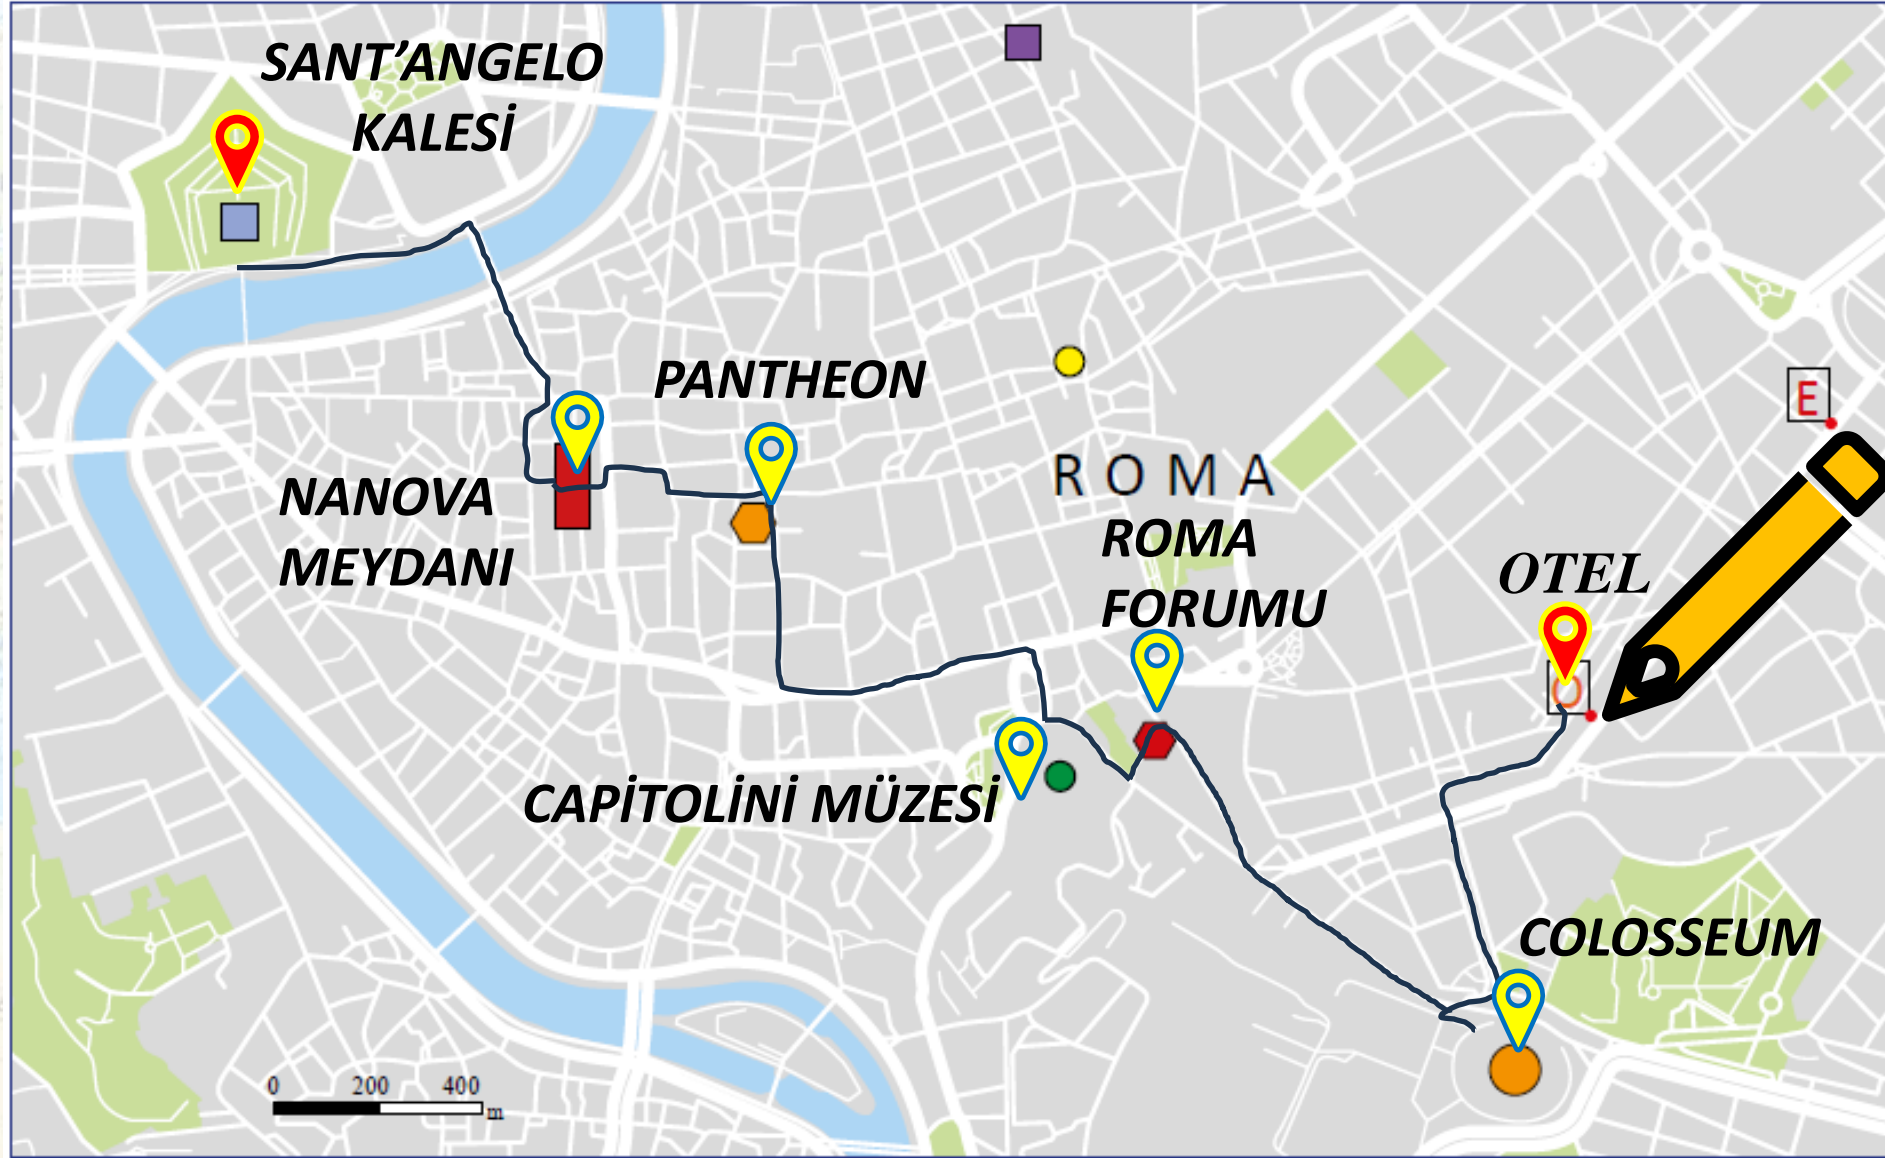 SANT’ANGELO
KALESİ
PANTHEON
E
ROMA
NANOVA
MEYDANI
ROMA
FORUMU
OTEL
O
CAPİTOLİNİ MÜZESİ
COLOSSEUM
0 200 400
m